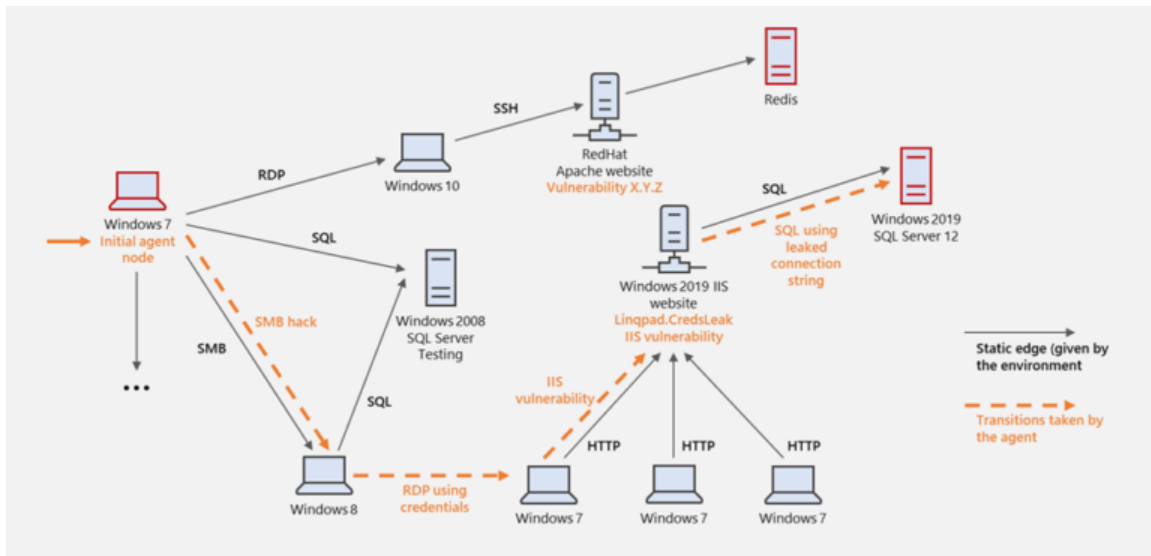 SSH
Redis
RedHat
Apache website
Vulnerability X.Y.Z
RDP
Windows 10
SQL
Windows 2019
SQL Server 12
Windows 7
Initial agent
node
SQL
SQL using
leaked
connection
string
Windows 2019 IIS
website
Linqpad.CredsLeak
IIS vulnerability
Windows 2008
SQL Server
Testing
SMB hack
SMB
•••
SQL
Static edge (given by
the environment
IIS
vulnerability
Transitions taken by
the agent
HTTP
HTTP
HTTP
RDP using
credentials
Windows 8
Windows 7
Windows 7
Windows 7